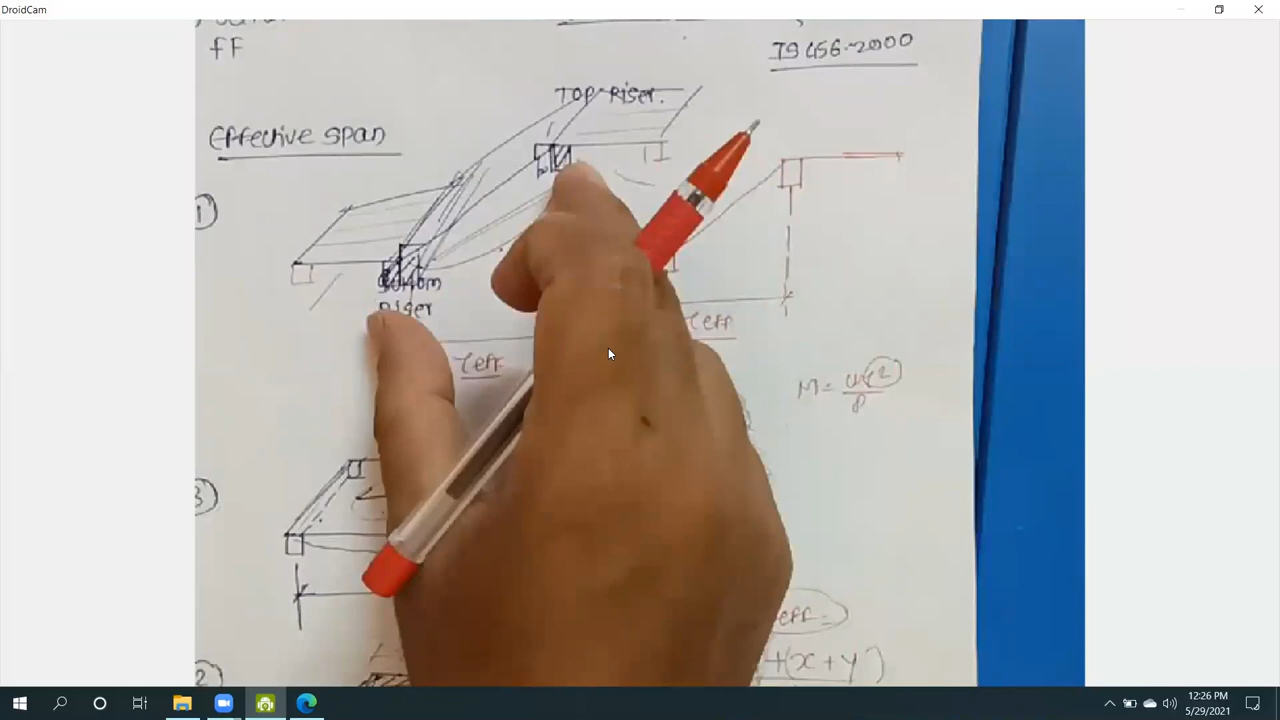 DroidCam
FF
IS 456-2000
TOP Riser.
Effective span
1)
Bottom
Riser
leff
leff
M =
8
3)
leff =
+(x+y)
2
12:26 PM
5/29/2021